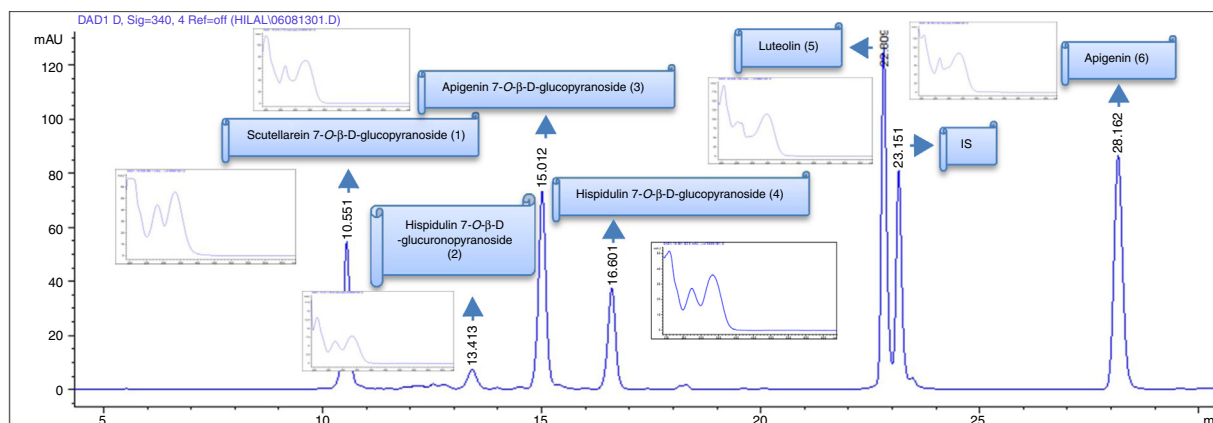 DAD1 D, Sig=340, 4 Ref=off (HILAL\06081301.D)
mAU
120
100
80
60
40
20
0
Luteolin (5)
22.809
Apigenin (6)
Apigenin 7-O-β-D-glucopyranoside (3)
Scutellarein 7-O-β-D-glucopyranoside (1)
IS
23.151
28.162
15.012
Hispidulin 7-O-β-D-glucopyranoside (4)
10.551
Hispidulin 7-O-β-D
-glucuronopyranoside
(2)
16.601
13.413
5
10
15
20
25
m